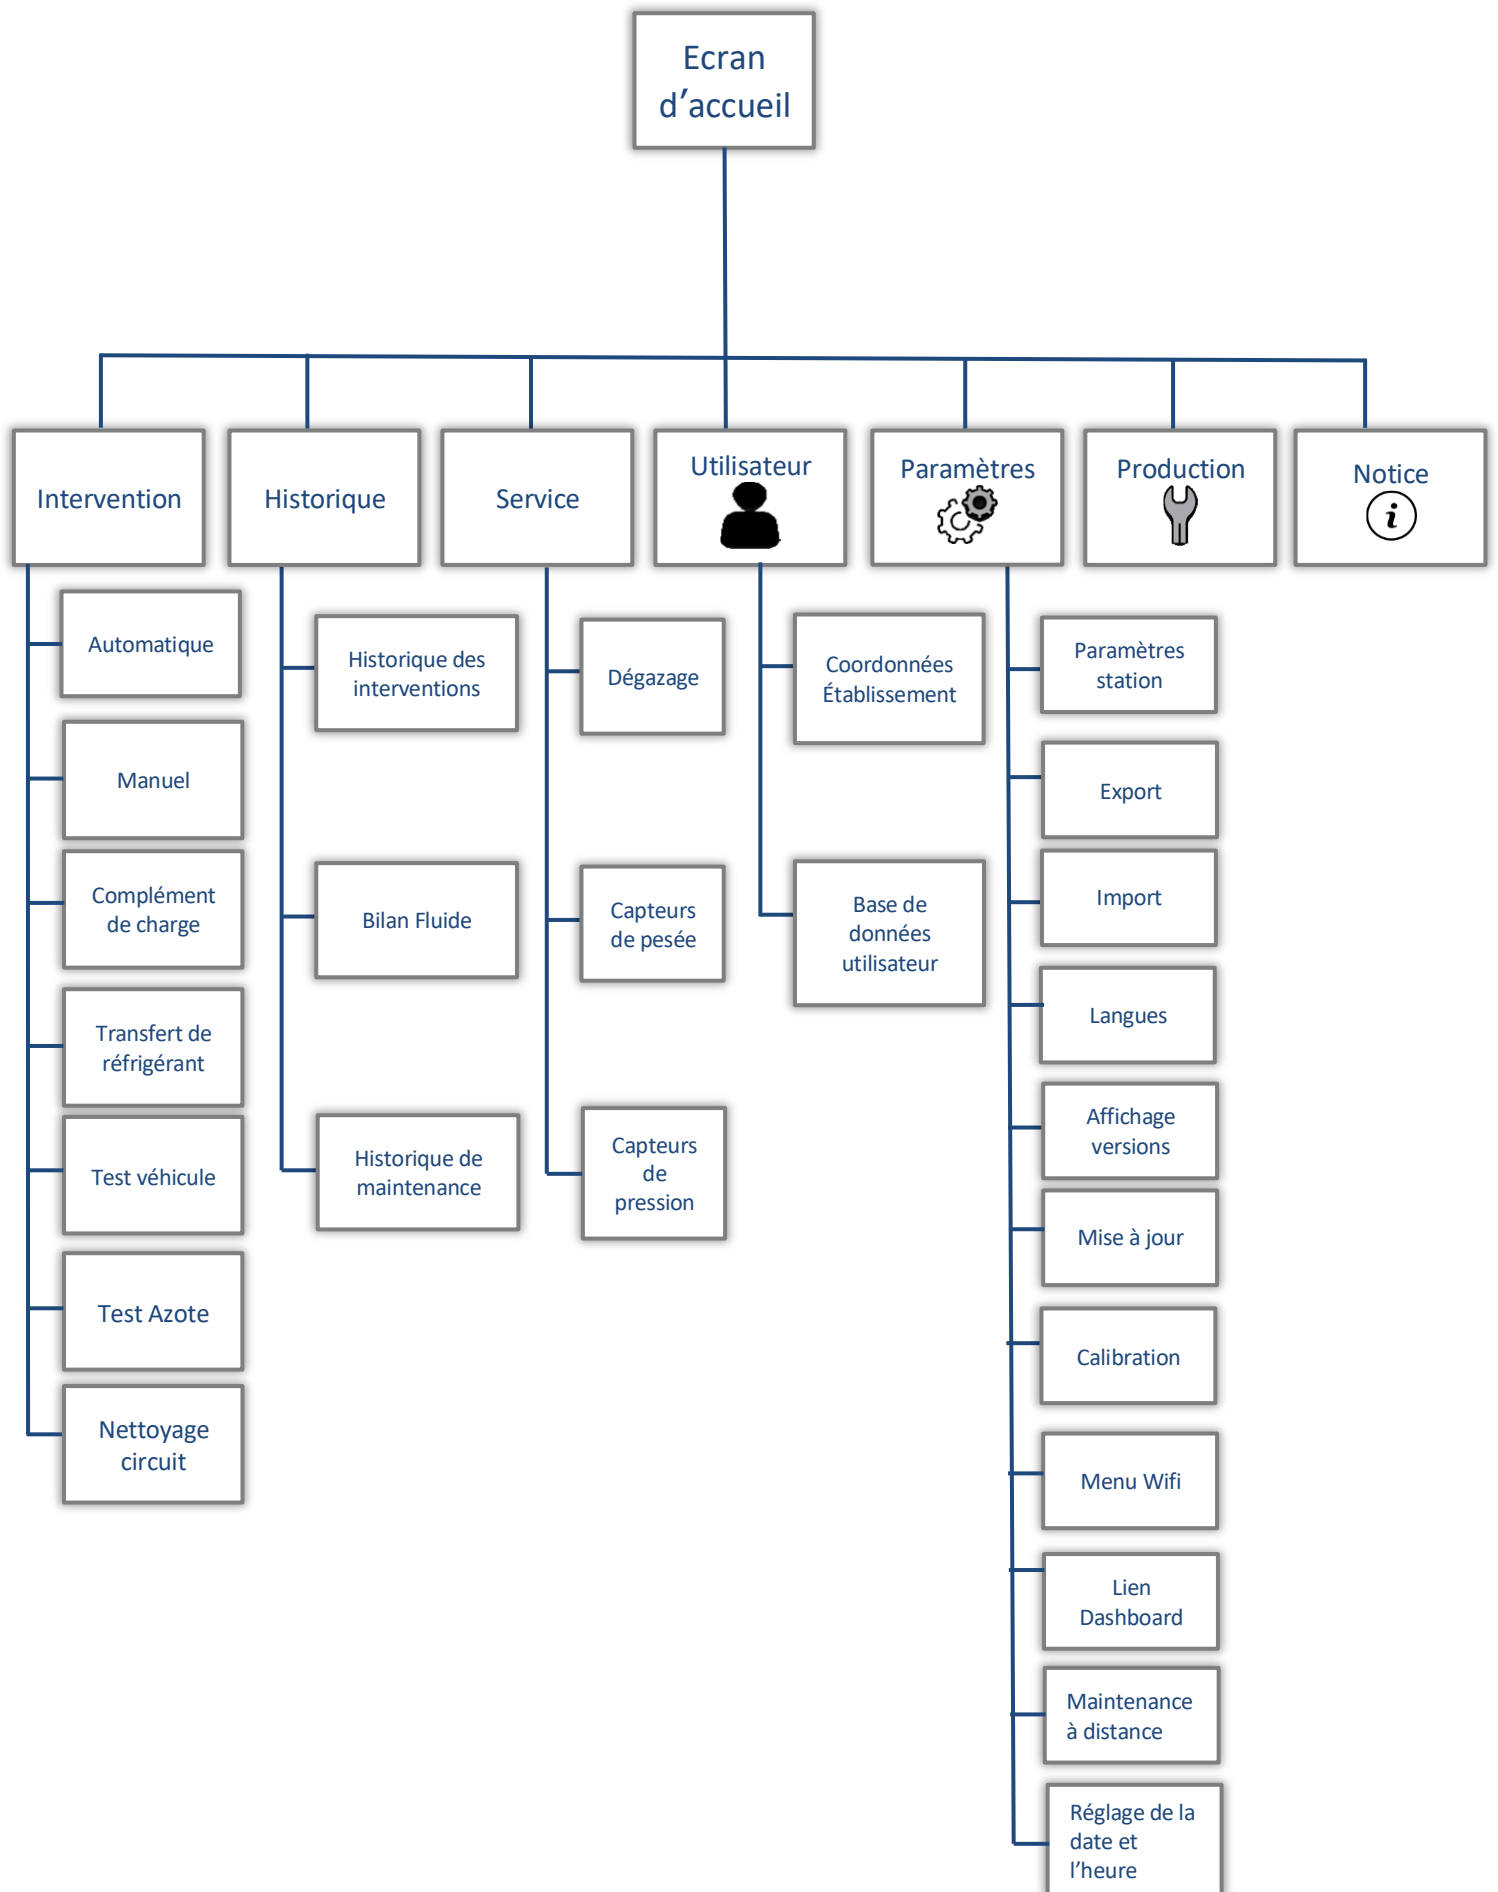 Ecran
d’accueil
Intervention
Historique
Service
Utilisateur
Paramètres
Production
Notice
i
Automatique
Manuel
Complément
de charge
Transfert de
réfrigérant
Test véhicule
Test Azote
Nettoyage
circuit
Historique des
interventions
Bilan Fluide
Historique de
maintenance
Dégazage
Capteurs
de pesée
Capteurs
de
pression
Coordonnées
Établissement
Base de
données
utilisateur
Paramètres
station
Export
Import
Langues
Affichage
versions
Mise à jour
Calibration
Menu Wifi
Lien
Dashboard
Maintenance
à distance
Réglage de la
date et
l’heure